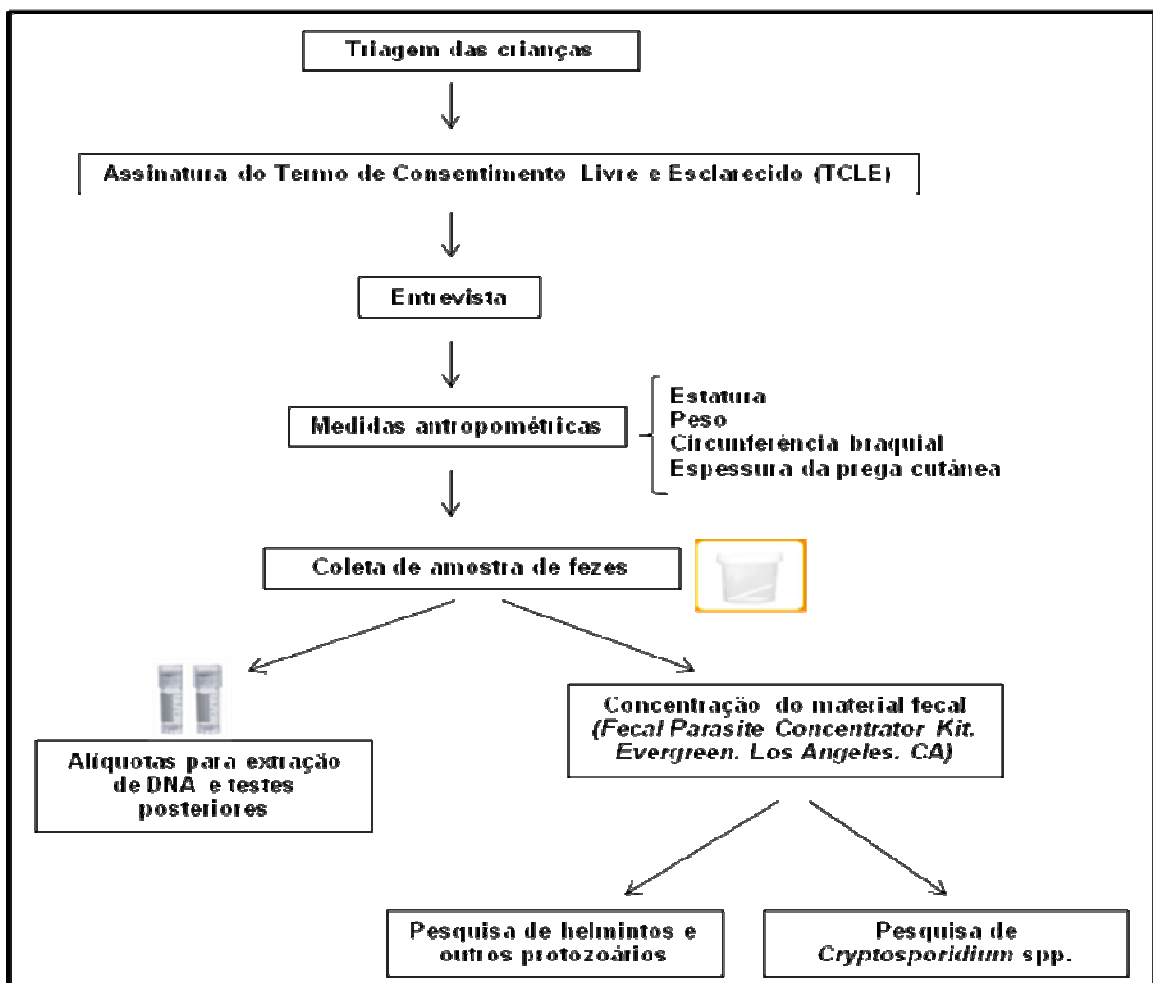 Triagem das crianças
Assinatura do Termo de Consentimento Livre e Esclarecido (TCLE)
Entrevista
Medidas antropométricas
Estatura
Peso
Circunferência braquial
Espessura da prega cutânea
Coleta de amostra de fezes
Alíquotas para extração
de DNA e testes
posteriores
Concentração do material fecal
(Fecal Parasite Concentrator Kit.
Evergreen. Los Angeles. CA)
Pesquisa de helmintos e
outros protozoários
Pesquisa de
Cryptosporidium spp.